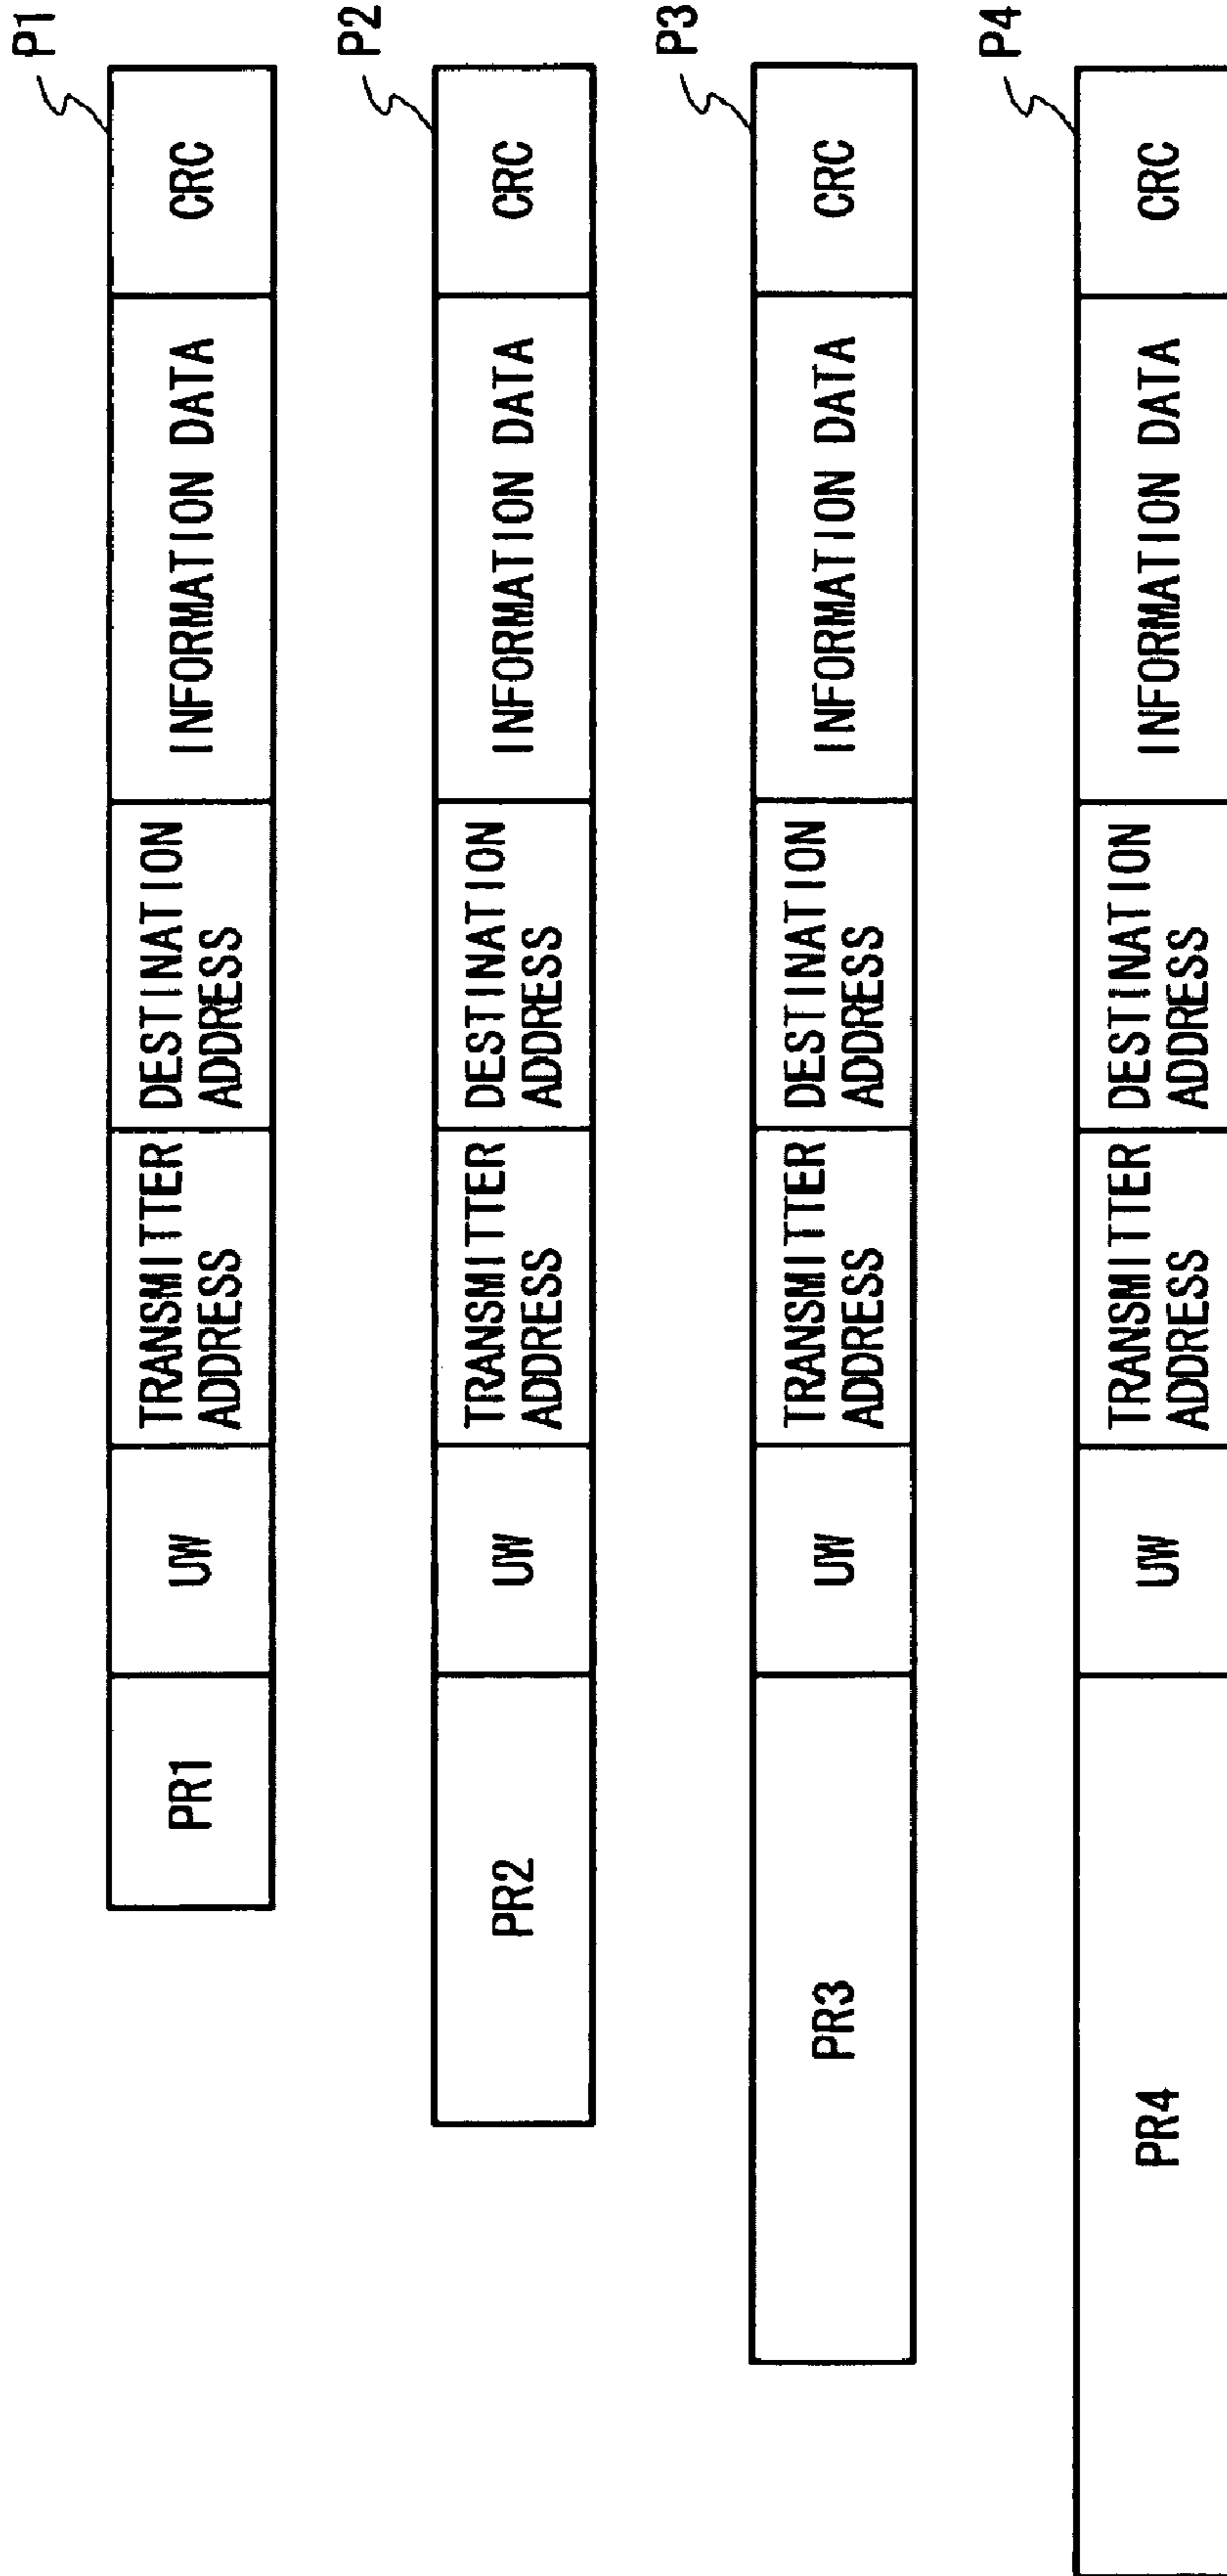 P1
PR1
UW
TRANSMITTER
ADDRESS
DESTINATION
ADDRESS
INFORMATION DATA
CRC
P2
PR2
UW
TRANSMITTER
ADDRESS
DESTINATION
ADDRESS
INFORMATION DATA
CRC
P3
PR3
UW
TRANSMITTER
ADDRESS
DESTINATION
ADDRESS
INFORMATION DATA
CRC
P4
PR4
UW
TRANSMITTER
ADDRESS
DESTINATION
ADDRESS
INFORMATION DATA
CRC